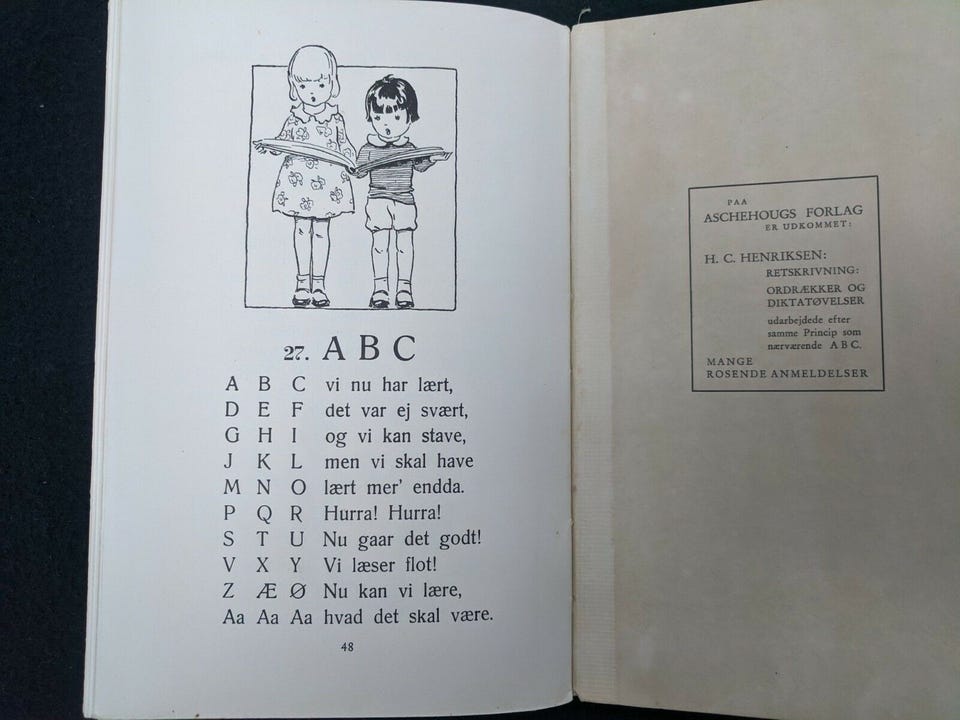 27. A B C
A B C vi nu har lært,
D E F det var ej svært,
G H I og vi kan stave,
J K L men vi skal have
M N O lært mer' endda.
P Q R Hurra! Hurra!
S T U Nu gaar det godt!
V X Y Vi læser flot!
Z Æ Ø Nu kan vi lære,
Aa Aa Aa hvad det skal være.
48
PAA
ASCHEHOUGS FORLAG
ER UDKOMMET:
H. C. HENRIKSEN:
RETSKRIVNING:
ORDRÆKKER OG
DIKTATØVELSER
udarbejdede efter
samme Princip som
nærværende A B C.
MANGE
ROSENDE ANMELDELSER